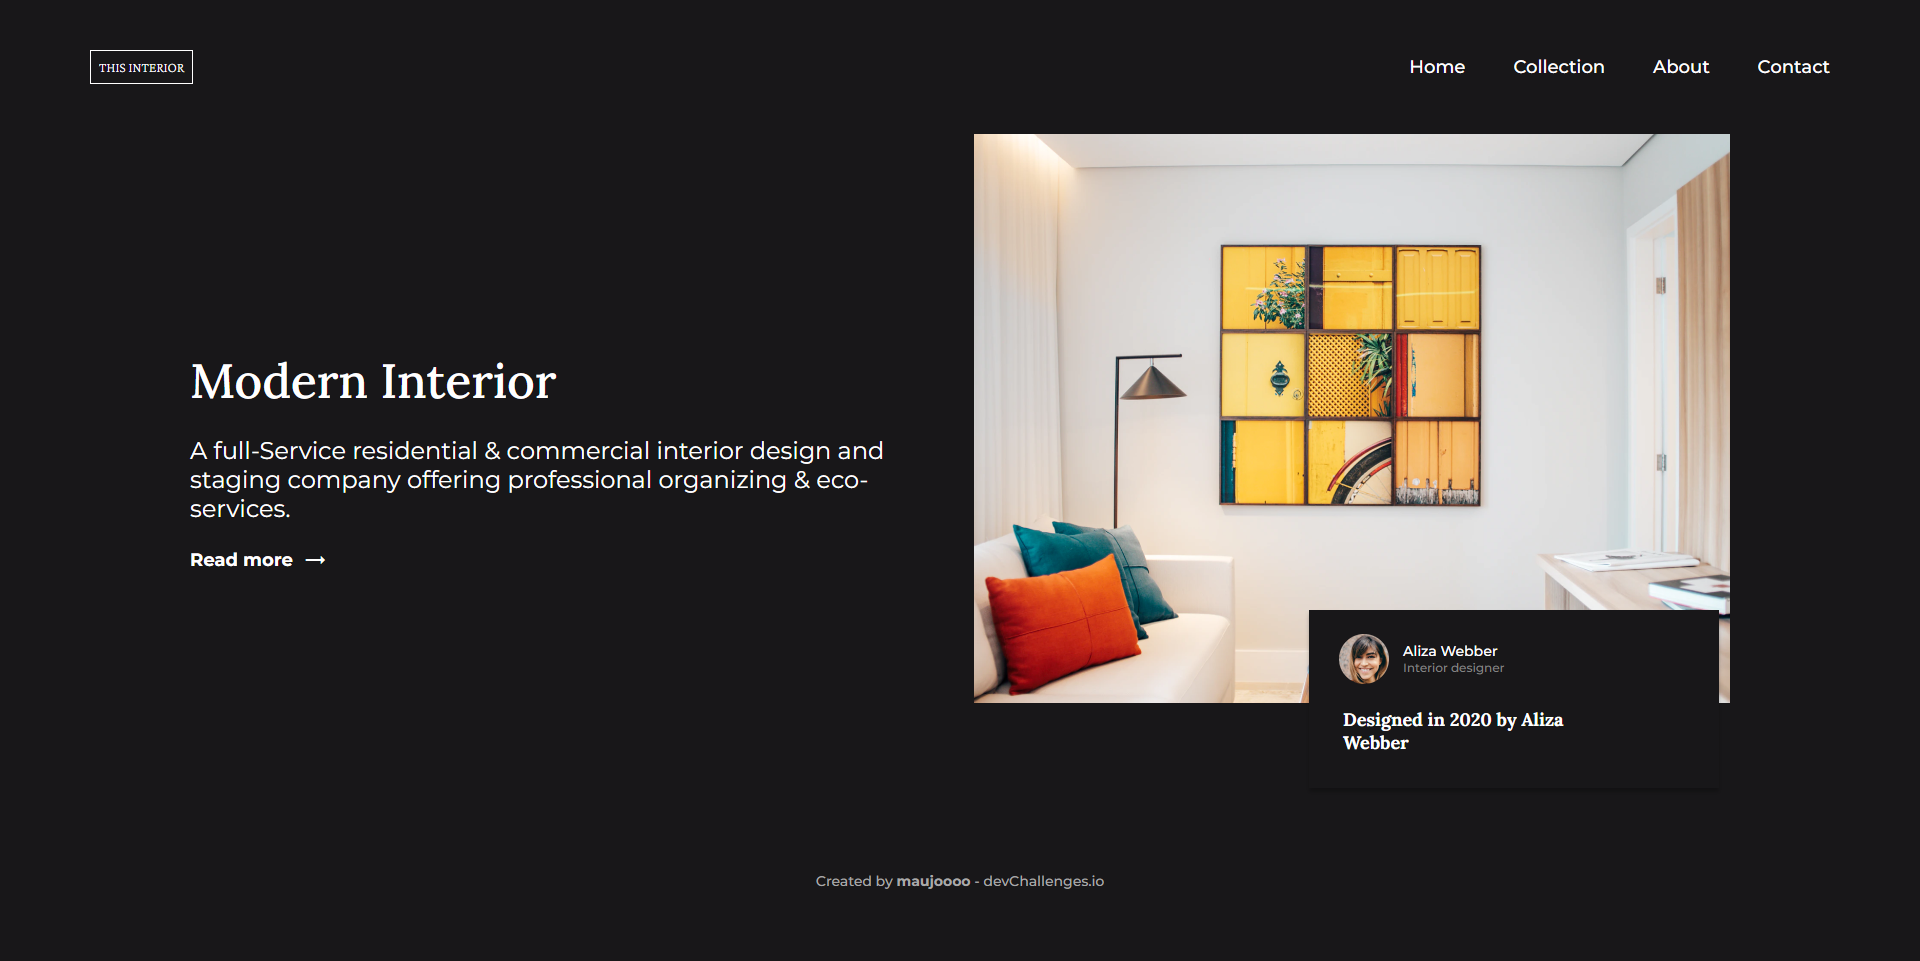 THIS INTERIOR
Home Collection About Contact
Modern Interior
A full-Service residential & commercial interior design and
staging company offering professional organizing & eco-
services.
Read more →
Aliza Webber
Interior designer
Designed in 2020 by Aliza
Webber
Created by maujoooo - devChallenges.io